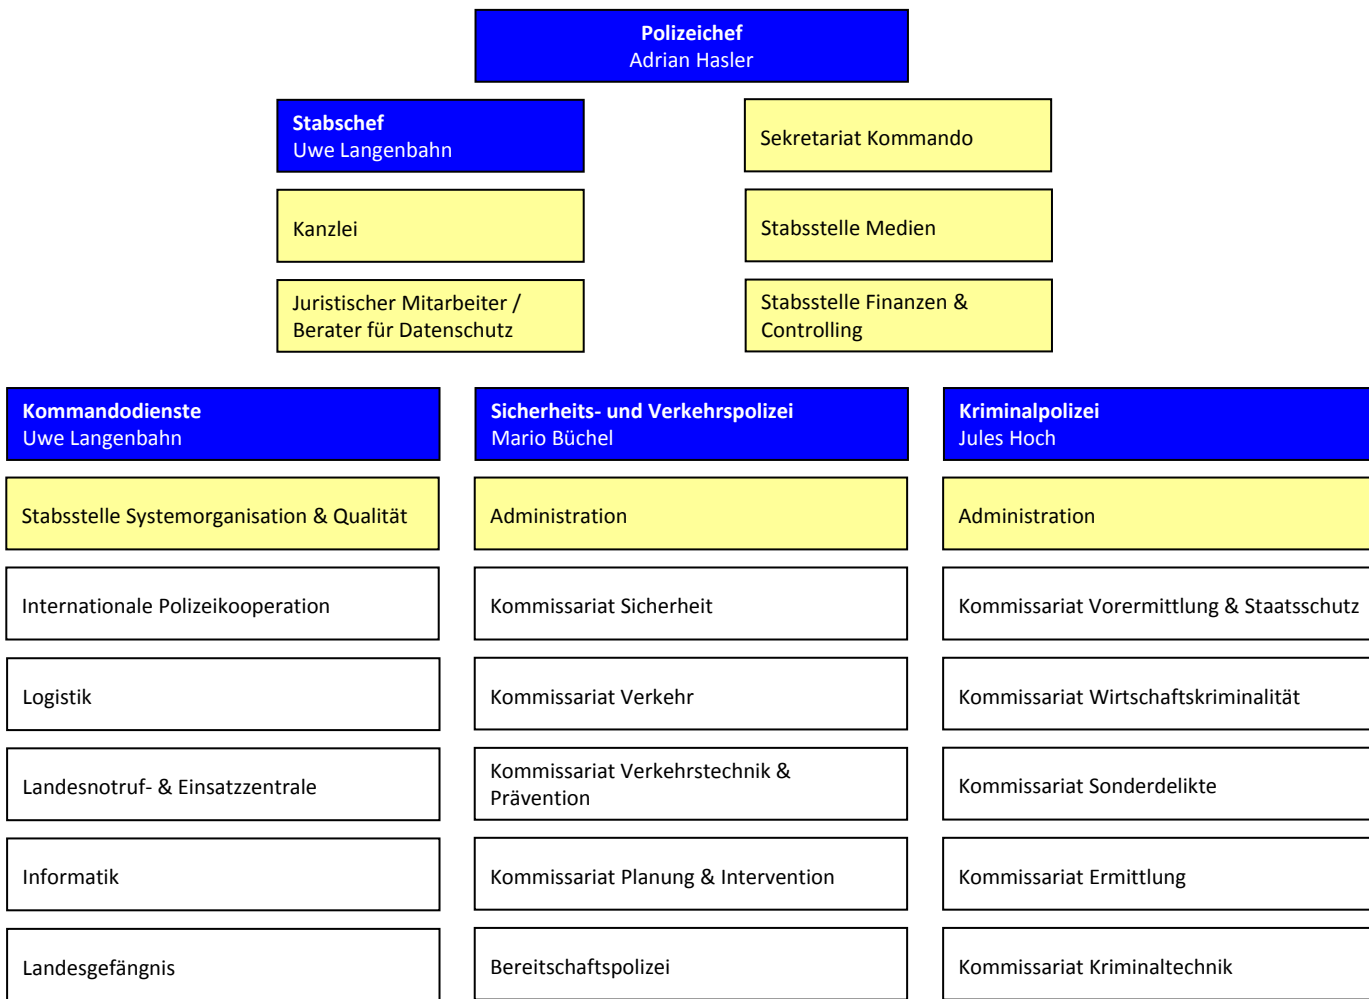 Polizeichef
Adrian Hasler
Stabschef
Uwe Langenbahn
Sekretariat Kommando
Kanzlei
Stabsstelle Medien
Juristischer Mitarbeiter /
Berater für Datenschutz
Stabsstelle Finanzen &
Controlling
Kommandodienste
Uwe Langenbahn
Sicherheits- und Verkehrspolizei
Mario Büchel
Kriminalpolizei
Jules Hoch
Stabsstelle Systemorganisation & Qualität
Administration
Administration
Internationale Polizeikooperation
Kommissariat Sicherheit
Kommissariat Vorermittlung & Staatsschutz
Logistik
Kommissariat Verkehr
Kommissariat Wirtschaftskriminalität
Landesnotruf- & Einsatzzentrale
Kommissariat Verkehrstechnik &
Prävention
Kommissariat Sonderdelikte
Informatik
Kommissariat Planung & Intervention
Kommissariat Ermittlung
Landesgefängnis
Bereitschaftspolizei
Kommissariat Kriminaltechnik